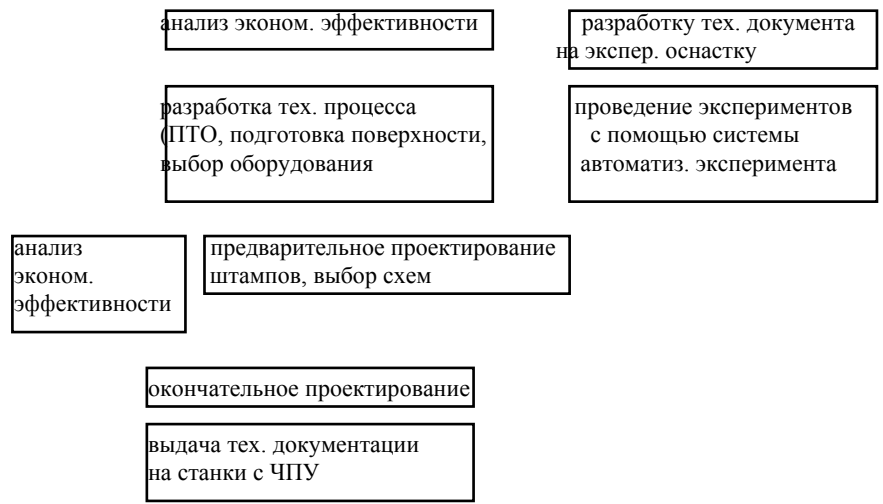 анализ эконом. эффективности
разработку тех. документа
на экспер. оснастку
разработка тех. процесса
(ПТО, подготовка поверхности,
выбор оборудования
проведение экспериментов
с помощью системы
автоматиз. эксперимента
анализ
эконом.
эффективности
предварительное проектирование
штампов, выбор схем
окончательное проектирование
выдача тех. документации
на станки с ЧПУ